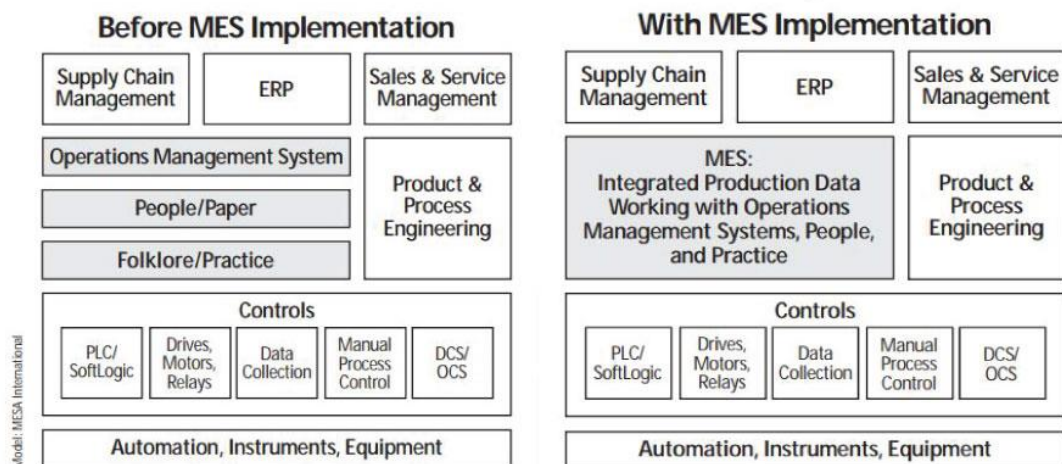 Before MES Implementation
Supply Chain
Management
ERP
Sales & Service
Management
Operations Management System
People/Paper
Folklore/Practice
Product &
Process
Engineering
Controls
PLC/
SoftLogic
Drives,
Motors,
Relays
Data
Collection
Manual
Process
Control
DCS/
OCS
Automation, Instruments, Equipment
Model: MESA International
With MES Implementation
Supply Chain
Management
ERP
Sales & Service
Management
MES:
Integrated Production Data
Working with Operations
Management Systems, People,
and Practice
Product &
Process
Engineering
Controls
PLC/
SoftLogic
Drives,
Motors,
Relays
Data
Collection
Manual
Process
Control
DCS/
OCS
Automation, Instruments, Equipment